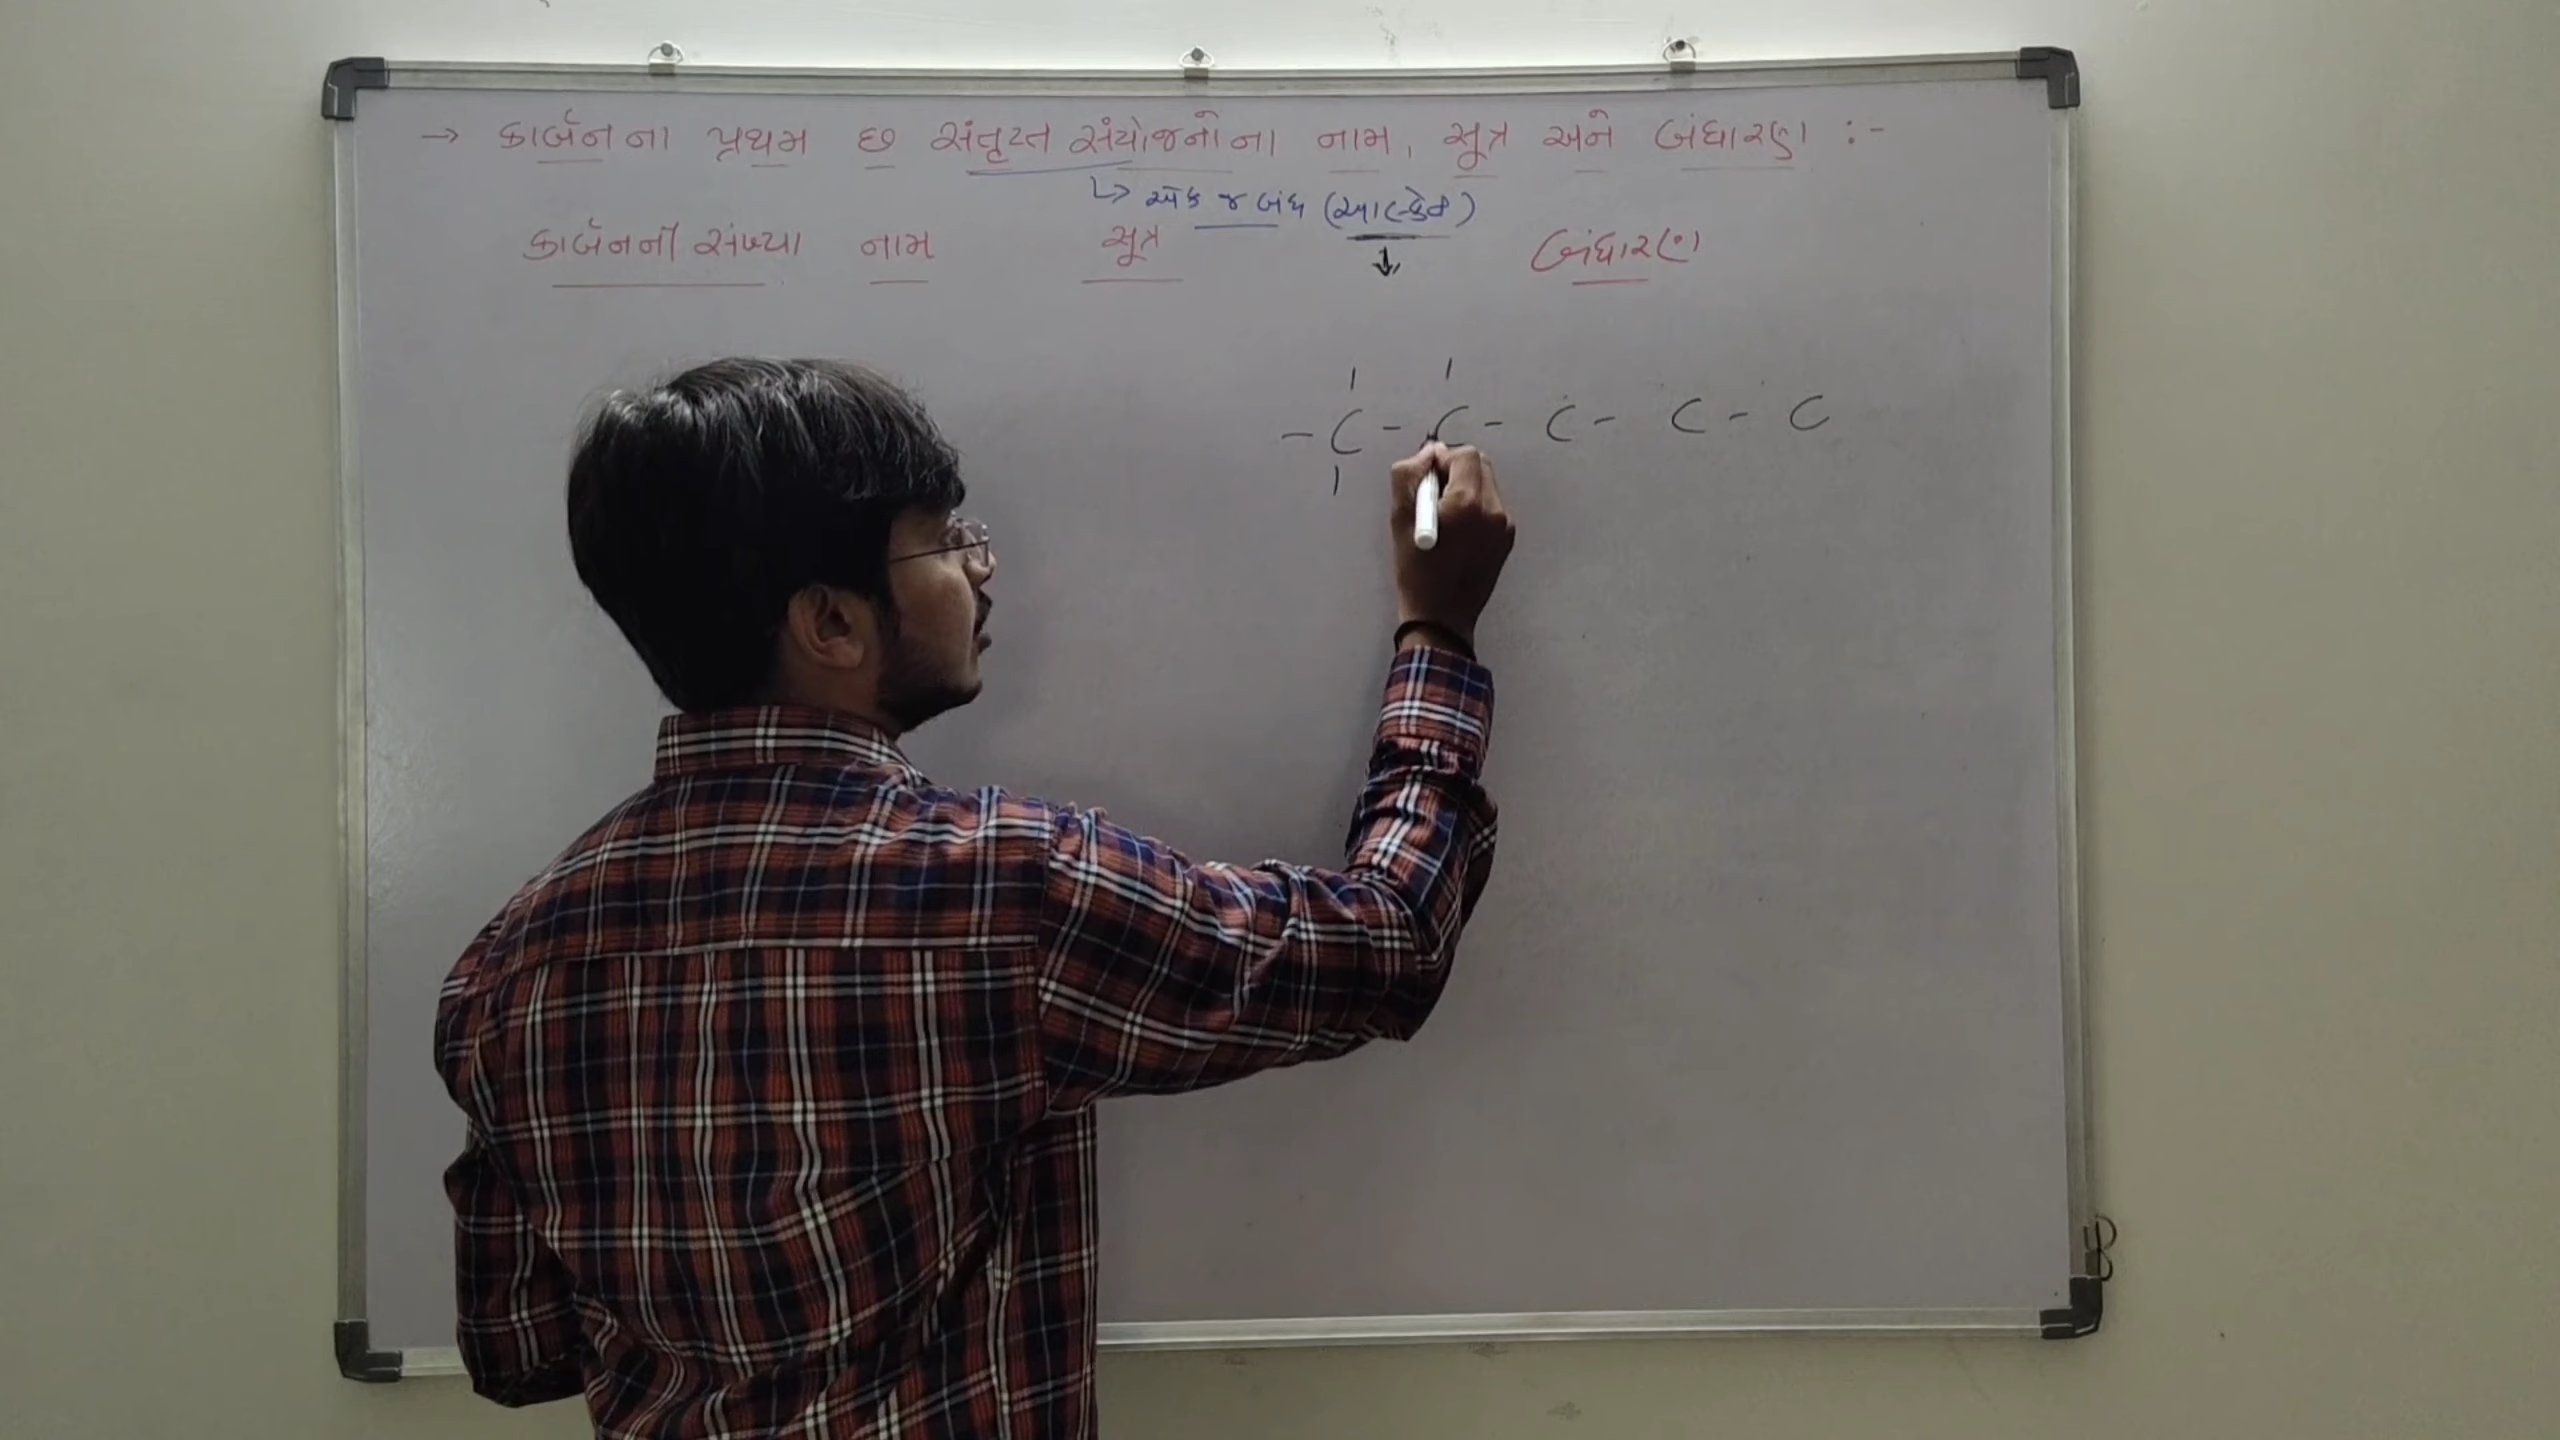 → કાર્બનના પ્રથમ છ સંતૃપ્ત સંયોજનોના નામ, સૂત્ર અને બંધારણ :-
↳ એક જ બંધ (આલ્કેન)
કાર્બનની સંખ્યા નામ સૂત્ર ↓ બંધારણ
- C - C - C - C - C